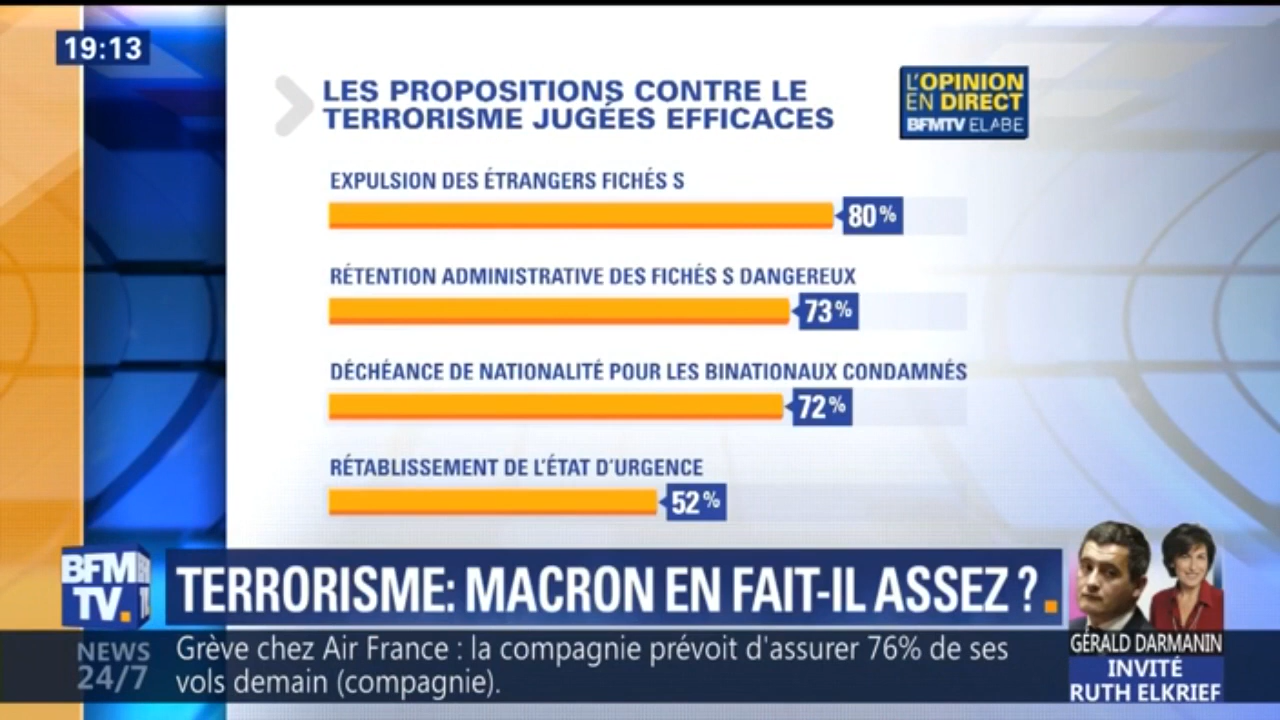 19:13
LES PROPOSITIONS CONTRE LE
TERRORISME JUGÉES EFFICACES
L'OPINION
EN DIRECT
BFMTV ELABE
EXPULSION DES ÉTRANGERS FICHÉS S
80%
RÉTENTION ADMINISTRATIVE DES FICHÉS S DANGEREUX
73%
DÉCHÉANCE DE NATIONALITÉ POUR LES BINATIONAUX CONDAMNÉS
72%
RÉTABLISSEMENT DE L'ÉTAT D'URGENCE
52%
BFM
TV.
TERRORISME: MACRON EN FAIT-IL ASSEZ ?
NEWS
24/7
Grève chez Air France : la compagnie prévoit d'assurer 76% de ses
vols demain (compagnie).
GÉRALD DARMANIN
INVITÉ
RUTH ELKRIEF